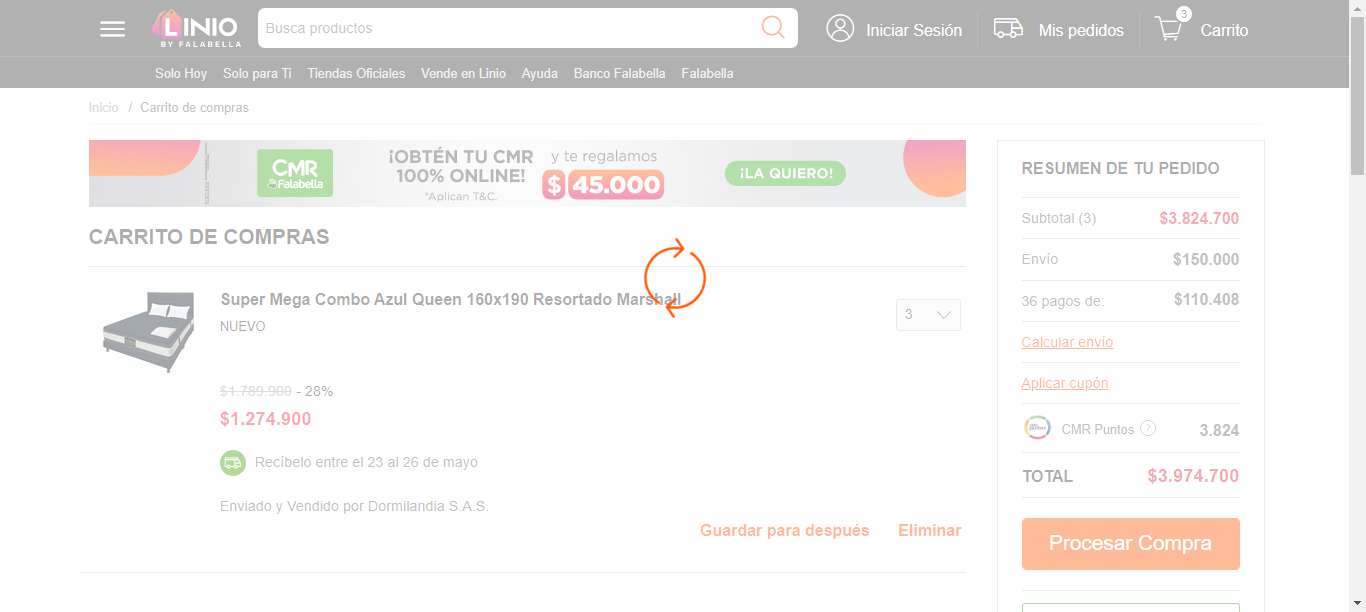 LINIO
BY FALABELLA
Busca productos
Iniciar Sesión
Mis pedidos
3
Carrito
Solo Hoy
Solo para Ti
Tiendas Oficiales
Vende en Linio
Ayuda
Banco Falabella
Falabella
Inicio / Carrito de compras
CMR
Falabella
¡OBTÉN TU CMR
100% ONLINE!
*Aplican T&C.
y te regalamos
$ 45.000
¡LA QUIERO!
CARRITO DE COMPRAS
Super Mega Combo Azul Queen 160x190 Resortado Marshall
NUEVO
3
$1.789.900 - 28%
$1.274.900
Recíbelo entre el 23 al 26 de mayo
Enviado y Vendido por Dormilandia S.A.S.
Guardar para después
Eliminar
RESUMEN DE TU PEDIDO
Subtotal (3) $3.824.700
Envío $150.000
36 pagos de: $110.408
Calcular envío
Aplicar cupón
CMR Puntos ? 3.824
TOTAL $3.974.700
Procesar Compra